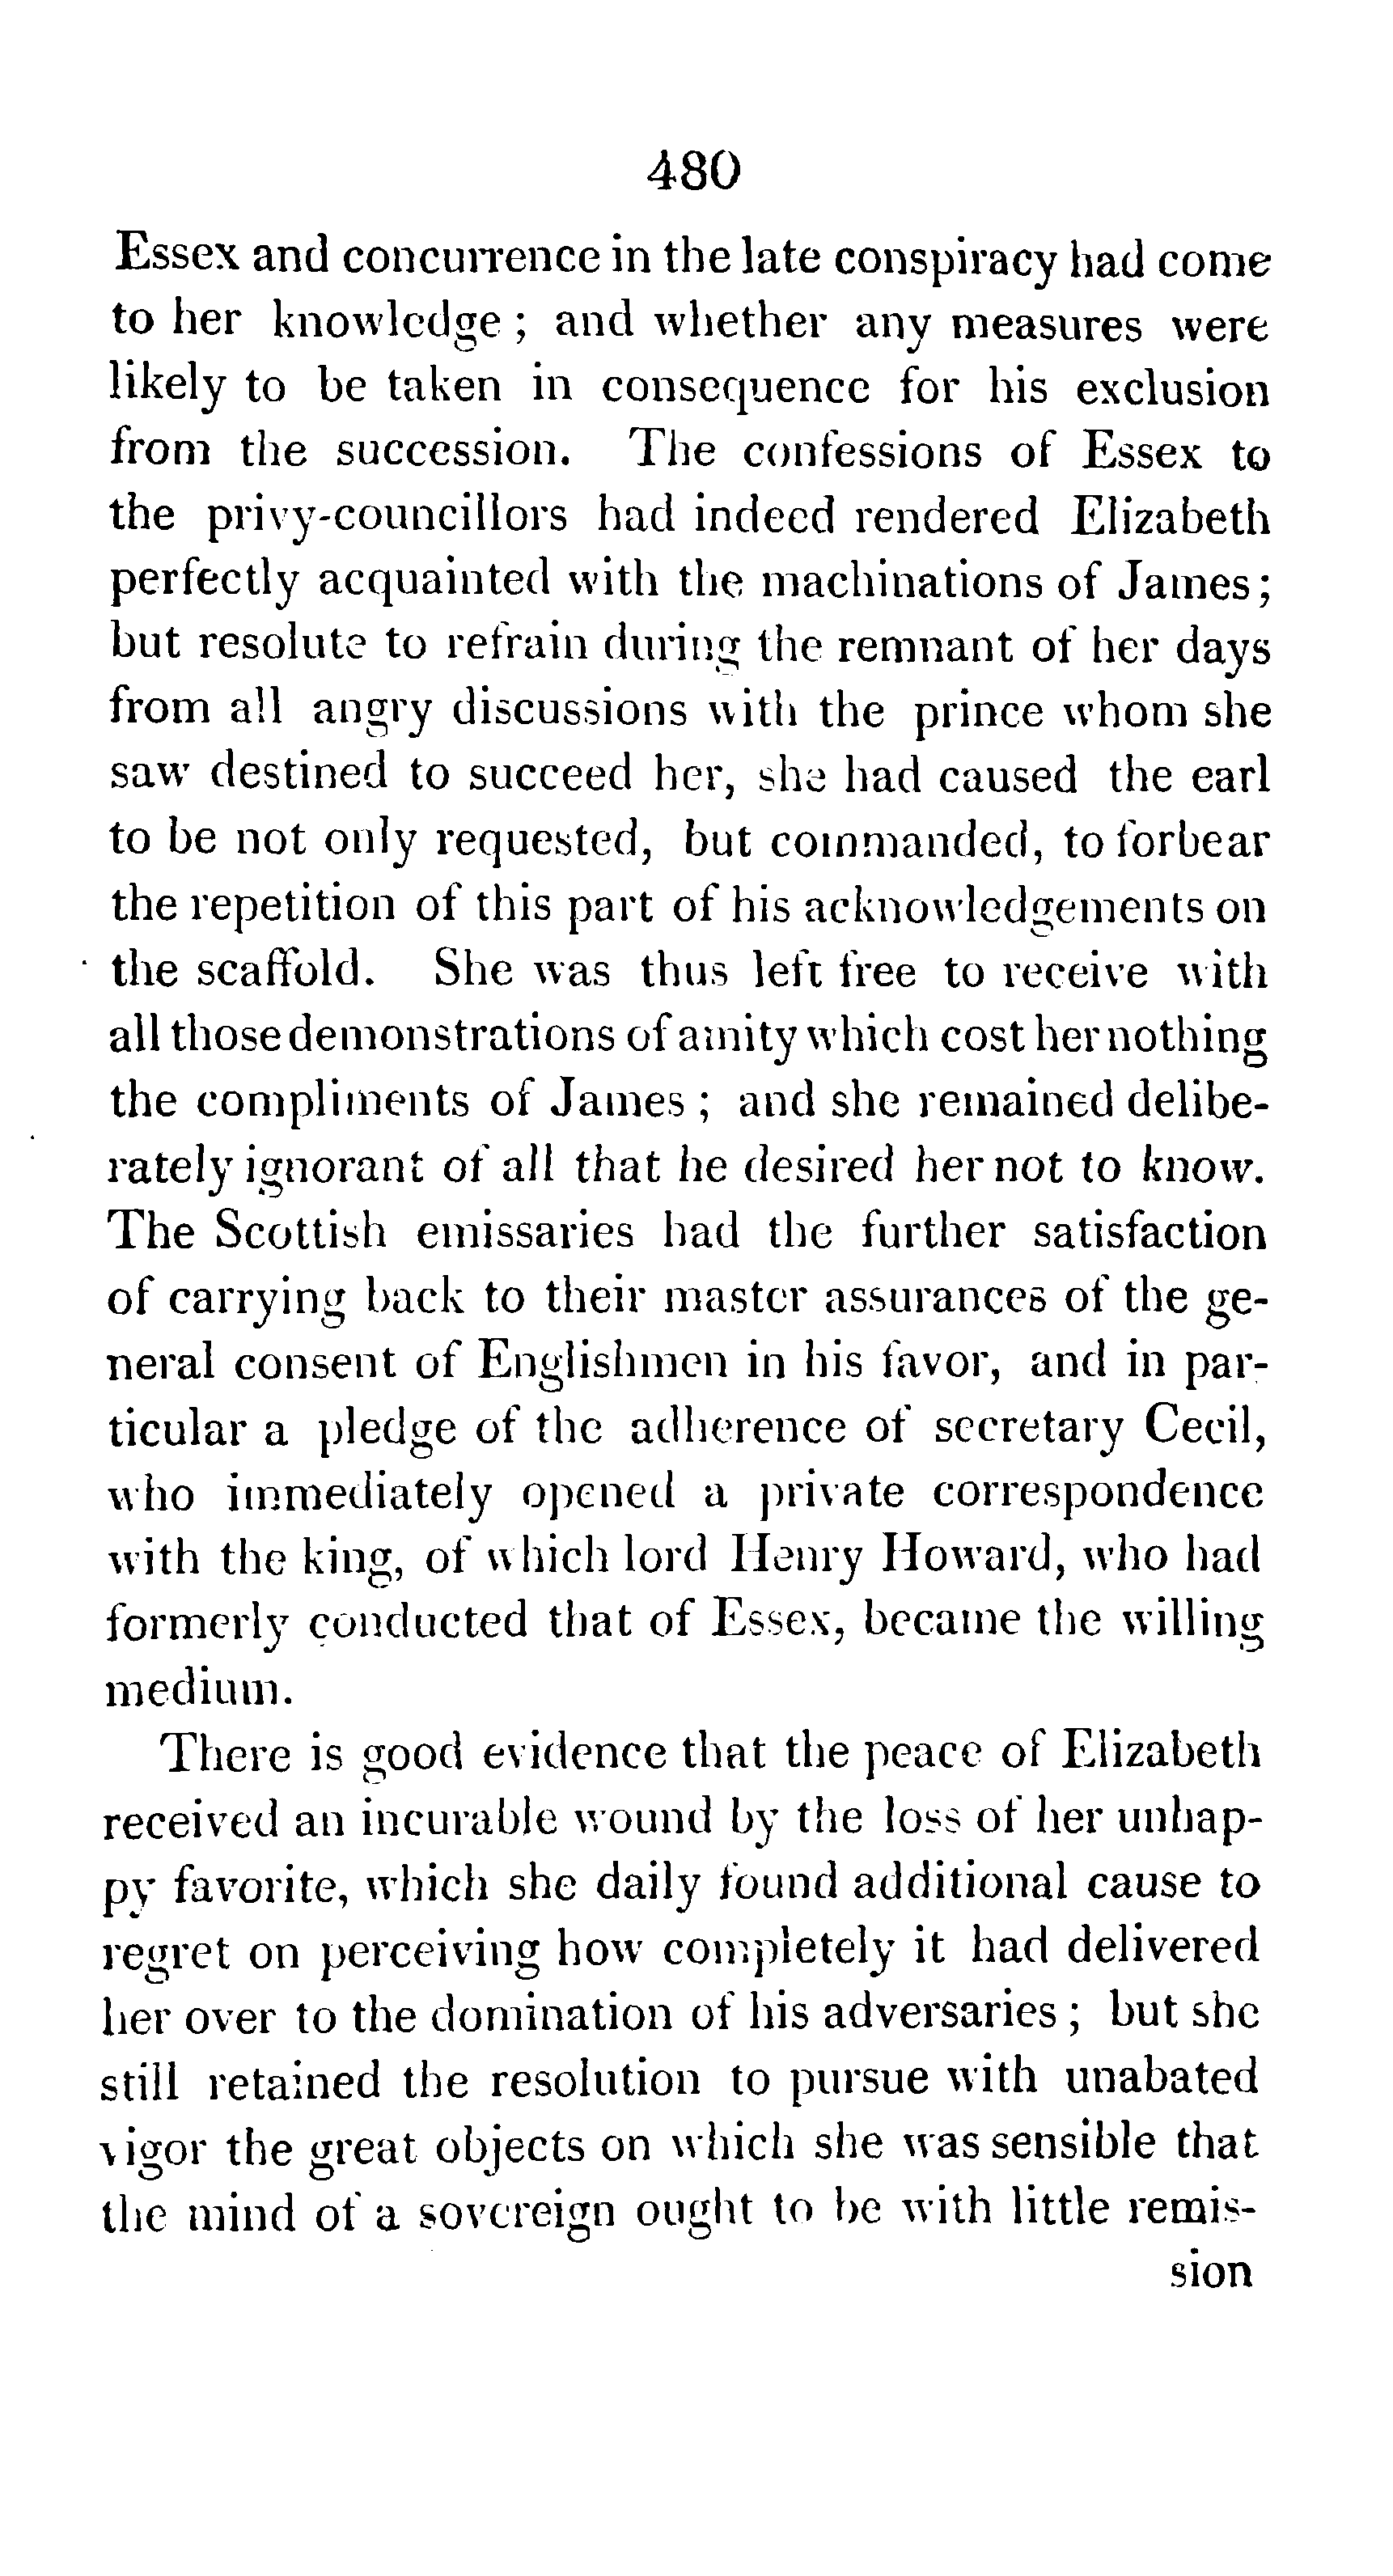 480
Essex and concurrence in the late conspiracy had come
to her knowledge ; and whether any measures were
likely to be taken in consequence for his exclusion
from the succession. The confessions of Essex to
the privy-councillors had indeed rendered Elizabeth
perfectly acquainted with the machinations of James;
but resolute to refrain during the remnant of her days
from all angry discussions with the prince whom she
saw destined to succeed her, she had caused the earl
to be not only requested, but commanded, to forbear
the repetition of this part of his acknowledgements on
the scaffold. She was thus left free to receive with
all those demonstrations of amity which cost her nothing
the compliments of James ; and she remained delibe-
rately ignorant of all that he desired her not to know.
The Scottish emissaries had the further satisfaction
of carrying back to their master assurances of the ge-
neral consent of Englishmen in his favor, and in par-
ticular a pledge of the adherence of secretary Cecil,
who immediately opened a private correspondence
with the king, of which lord Henry Howard, who had
formerly conducted that of Essex, became the willing
medium.
There is good evidence that the peace of Elizabeth
received an incurable wound by the loss of her unhap-
py favorite, which she daily found additional cause to
regret on perceiving how completely it had delivered
her over to the domination of his adversaries ; but she
still retained the resolution to pursue with unabated
vigor the great objects on which she was sensible that
the mind of a sovereign ought to be with little remis-
sion